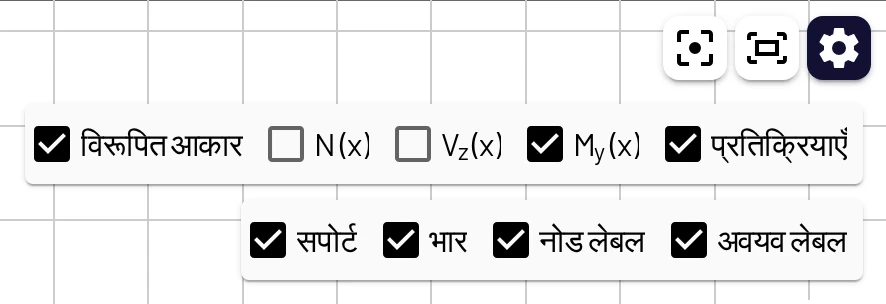 विरूपित आकार N(x) Vz(x) My(x) प्रतिक्रियाएँ
सपोर्ट भार नोड लेबल अवयव लेबल